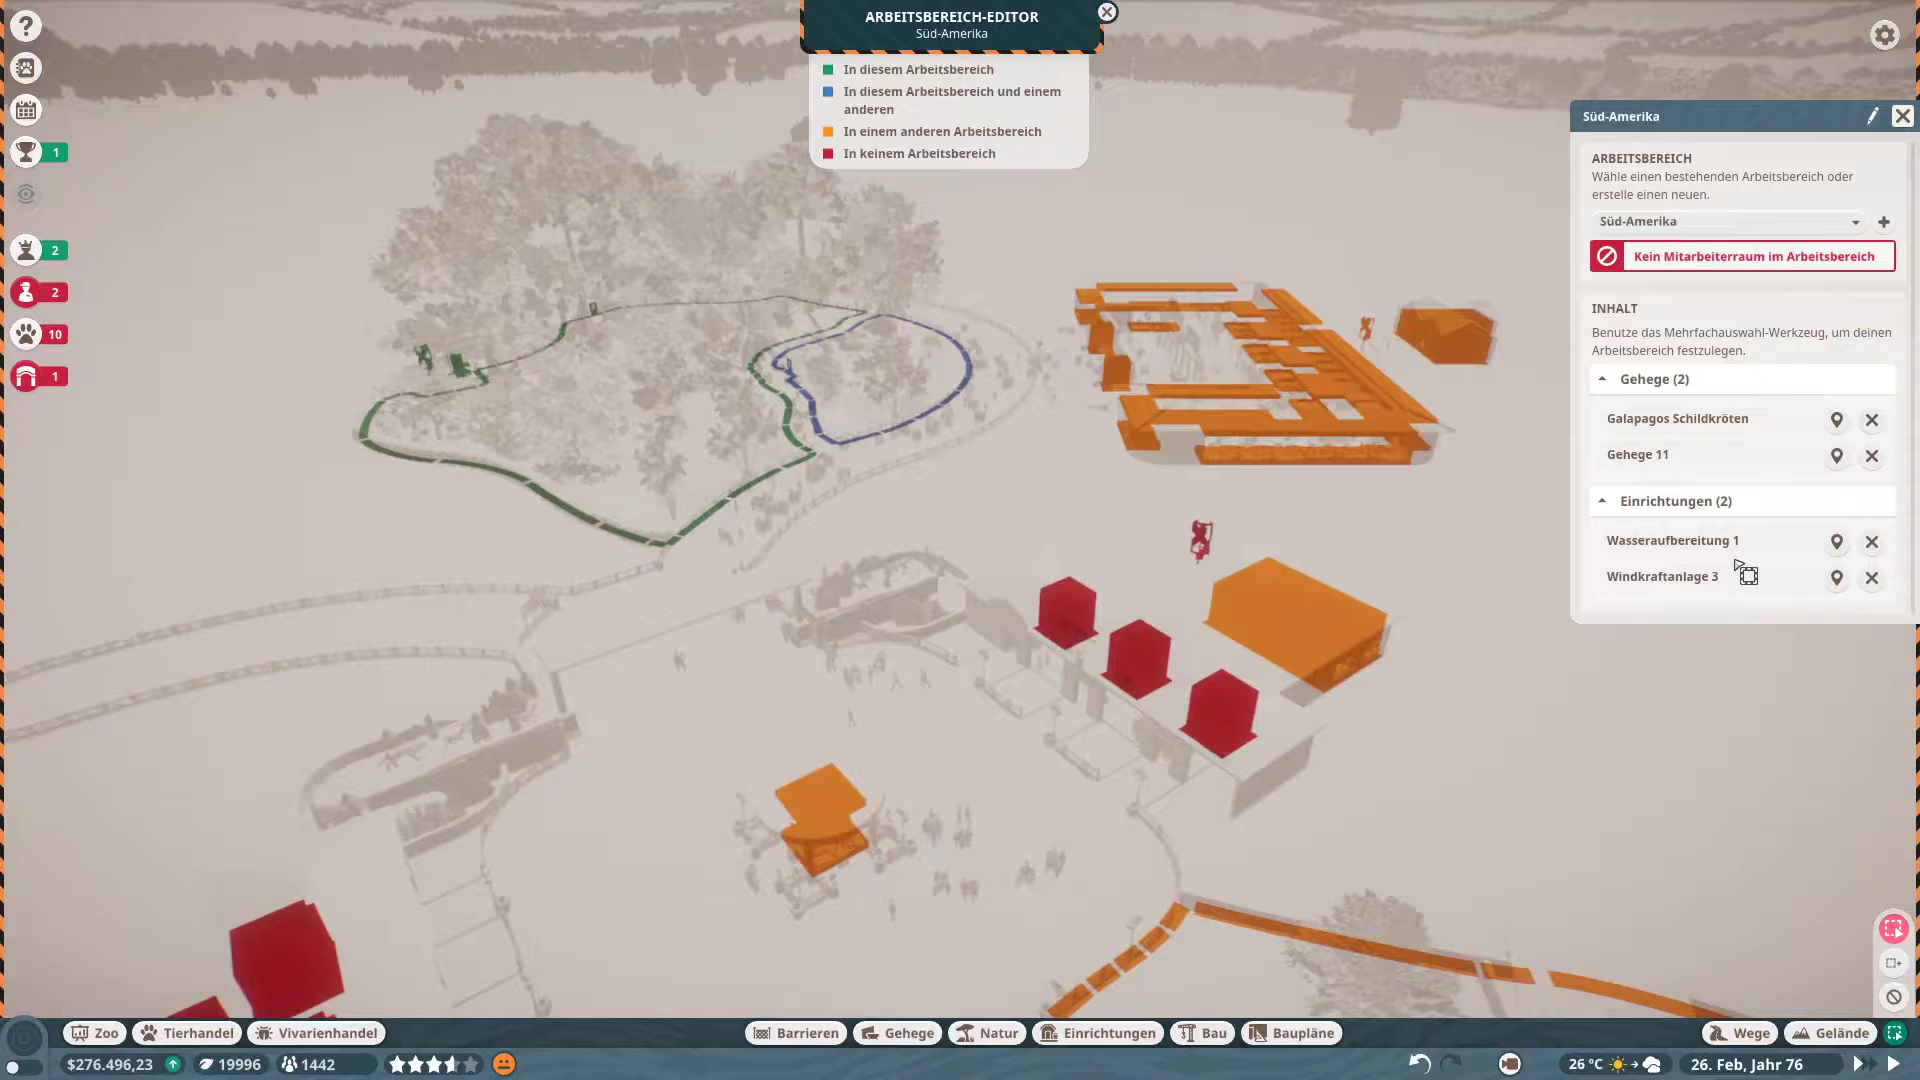 ARBEITSBEREICH-EDITOR
Süd-Amerika
In diesem Arbeitsbereich
In diesem Arbeitsbereich und einem
anderen
In einem anderen Arbeitsbereich
In keinem Arbeitsbereich
?
1
2
2
10
1
Süd-Amerika
ARBEITSBEREICH
Wähle einen bestehenden Arbeitsbereich oder
erstelle einen neuen.
Süd-Amerika
Kein Mitarbeiterraum im Arbeitsbereich
INHALT
Benutze das Mehrfachauswahl-Werkzeug, um deinen
Arbeitsbereich festzulegen.
Gehege (2)
Galapagos Schildkröten
Gehege 11
Einrichtungen (2)
Wasseraufbereitung 1
Windkraftanlage 3
Zoo
Tierhandel
Vivarienhandel
Barrieren
Gehege
Natur
Einrichtungen
Bau
Baupläne
Wege
Gelände
$276.496,23
19996
1442
26 °C
26. Feb, Jahr 76